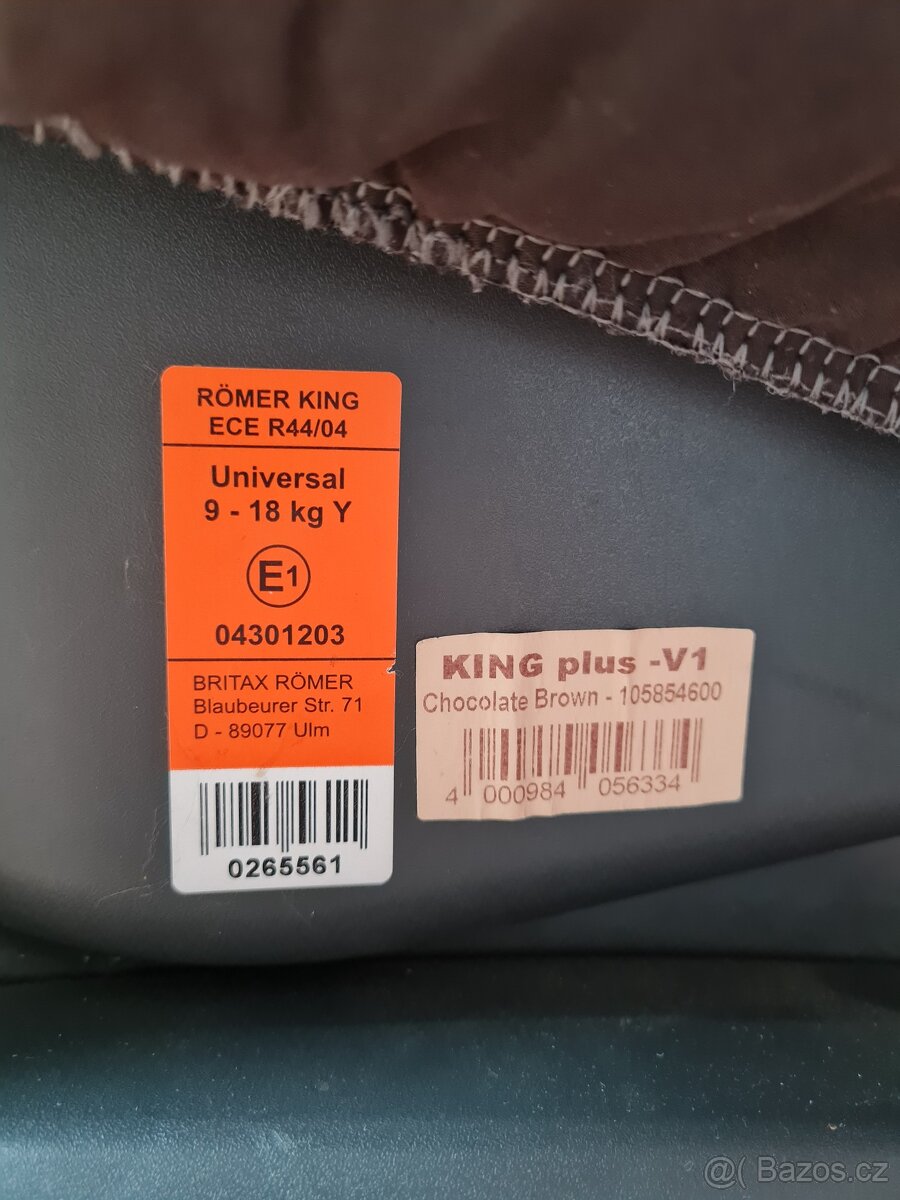 RÖMER KING
ECE R44/04
Universal
9 - 18 kg Y
E1
04301203
BRITAX RÖMER
Blaubeurer Str. 71
D - 89077 Ulm
0265561
KING plus -V1
Chocolate Brown - 105854600
4 000984 056334
@( Bazos.cz